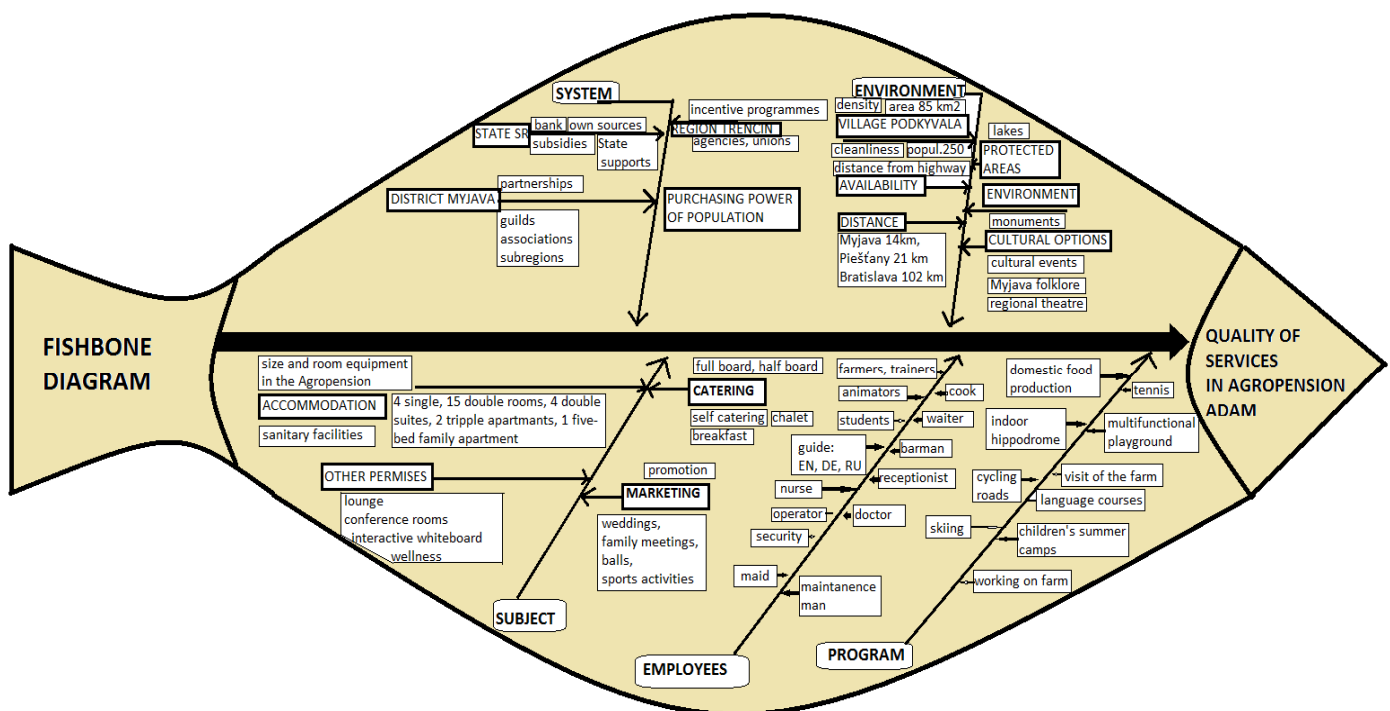 FISHBONE
DIAGRAM
SYSTEM
STATE SR
bank
own sources
subsidies
State
supports
incentive programmes
REGION TRENCIN
agencies, unions
DISTRICT MYJAVA
partnerships
guilds
associations
subregions
PURCHASING POWER
OF POPULATION
ENVIRONMENT
density
area 85 km2
VILLAGE PODKYVALA
cleanliness
popul.250
distance from highway
AVAILABILITY
DISTANCE
Myjava 14km,
Piešťany 21 km
Bratislava 102 km
lakes
PROTECTED
AREAS
ENVIRONMENT
monuments
CULTURAL OPTIONS
cultural events
Myjava folklore
regional theatre
QUALITY OF
SERVICES
IN AGROPENSION
ADAM
size and room equipment
in the Agropension
ACCOMMODATION
4 single, 15 double rooms, 4 double
suites, 2 tripple apartments, 1 five-
bed family apartment
sanitary facilities
OTHER PERMISES
lounge
conference rooms
interactive whiteboard
wellness
full board, half board
CATERING
self catering
chalet
breakfast
promotion
MARKETING
weddings,
family meetings,
balls,
sports activities
SUBJECT
farmers, trainers
animators
cook
students
waiter
guide:
EN, DE, RU
barman
receptionist
nurse
operator
doctor
security
maid
maintanence
man
EMPLOYEES
domestic food
production
tennis
indoor
hippodrome
multifunctional
playground
cycling
roads
visit of the farm
language courses
skiing
children's summer
camps
working on farm
PROGRAM